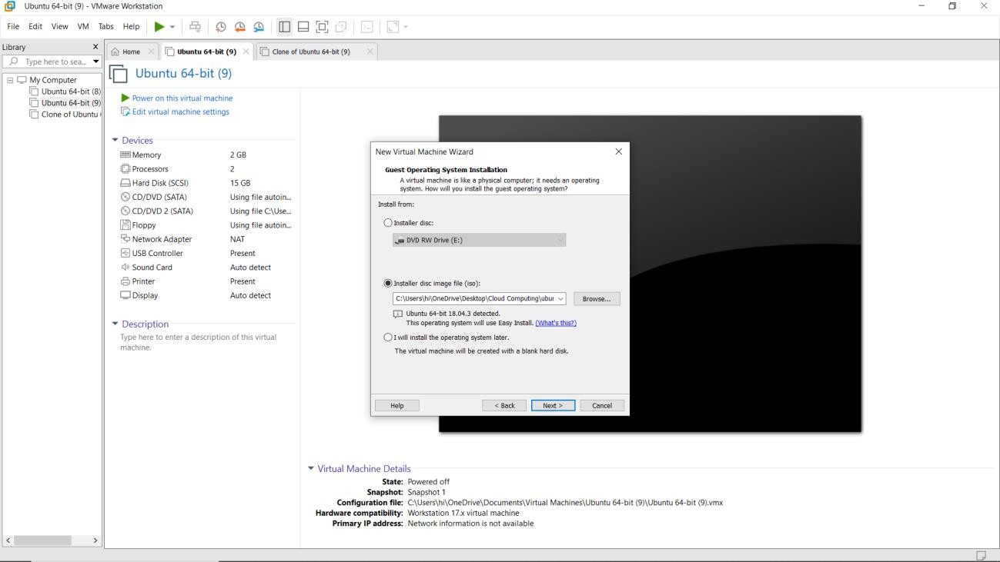 Ubuntu 64-bit (9) - VMware Workstation
File Edit View VM Tabs Help
Library X
Type here to sea...
My Computer
Ubuntu 64-bit (8)
Ubuntu 64-bit (9)
Clone of Ubuntu
Home Ubuntu 64-bit (9) Clone of Ubuntu 64-bit (9)
Ubuntu 64-bit (9)
Power on this virtual machine
Edit virtual machine settings
Devices
Memory 2 GB
Processors 2
Hard Disk (SCSI) 15 GB
CD/DVD (SATA) Using file autoin...
CD/DVD 2 (SATA) Using file C:\Use...
Floppy Using file autoin...
Network Adapter NAT
USB Controller Present
Sound Card Auto detect
Printer Present
Display Auto detect
Description
Type here to enter a description of this virtual
machine.
New Virtual Machine Wizard
Guest Operating System Installation
A virtual machine is like a physical computer; it needs an operating
system. How will you install the guest operating system?
Install from:
Installer disc:
DVD RW Drive (E:)
Installer disc image file (iso):
C:\Users\hi\OneDrive\Desktop\Cloud Computing\ubur Browse...
Ubuntu 64-bit 18.04.3 detected.
This operating system will use Easy Install. (What's this?)
I will install the operating system later.
The virtual machine will be created with a blank hard disk.
Help < Back Next > Cancel
Virtual Machine Details
State: Powered off
Snapshot: Snapshot 1
Configuration file: C:\Users\hi\OneDrive\Documents\Virtual Machines\Ubuntu 64-bit (9)\Ubuntu 64-bit (9).vmx
Hardware compatibility: Workstation 17.x virtual machine
Primary IP address: Network information is not available